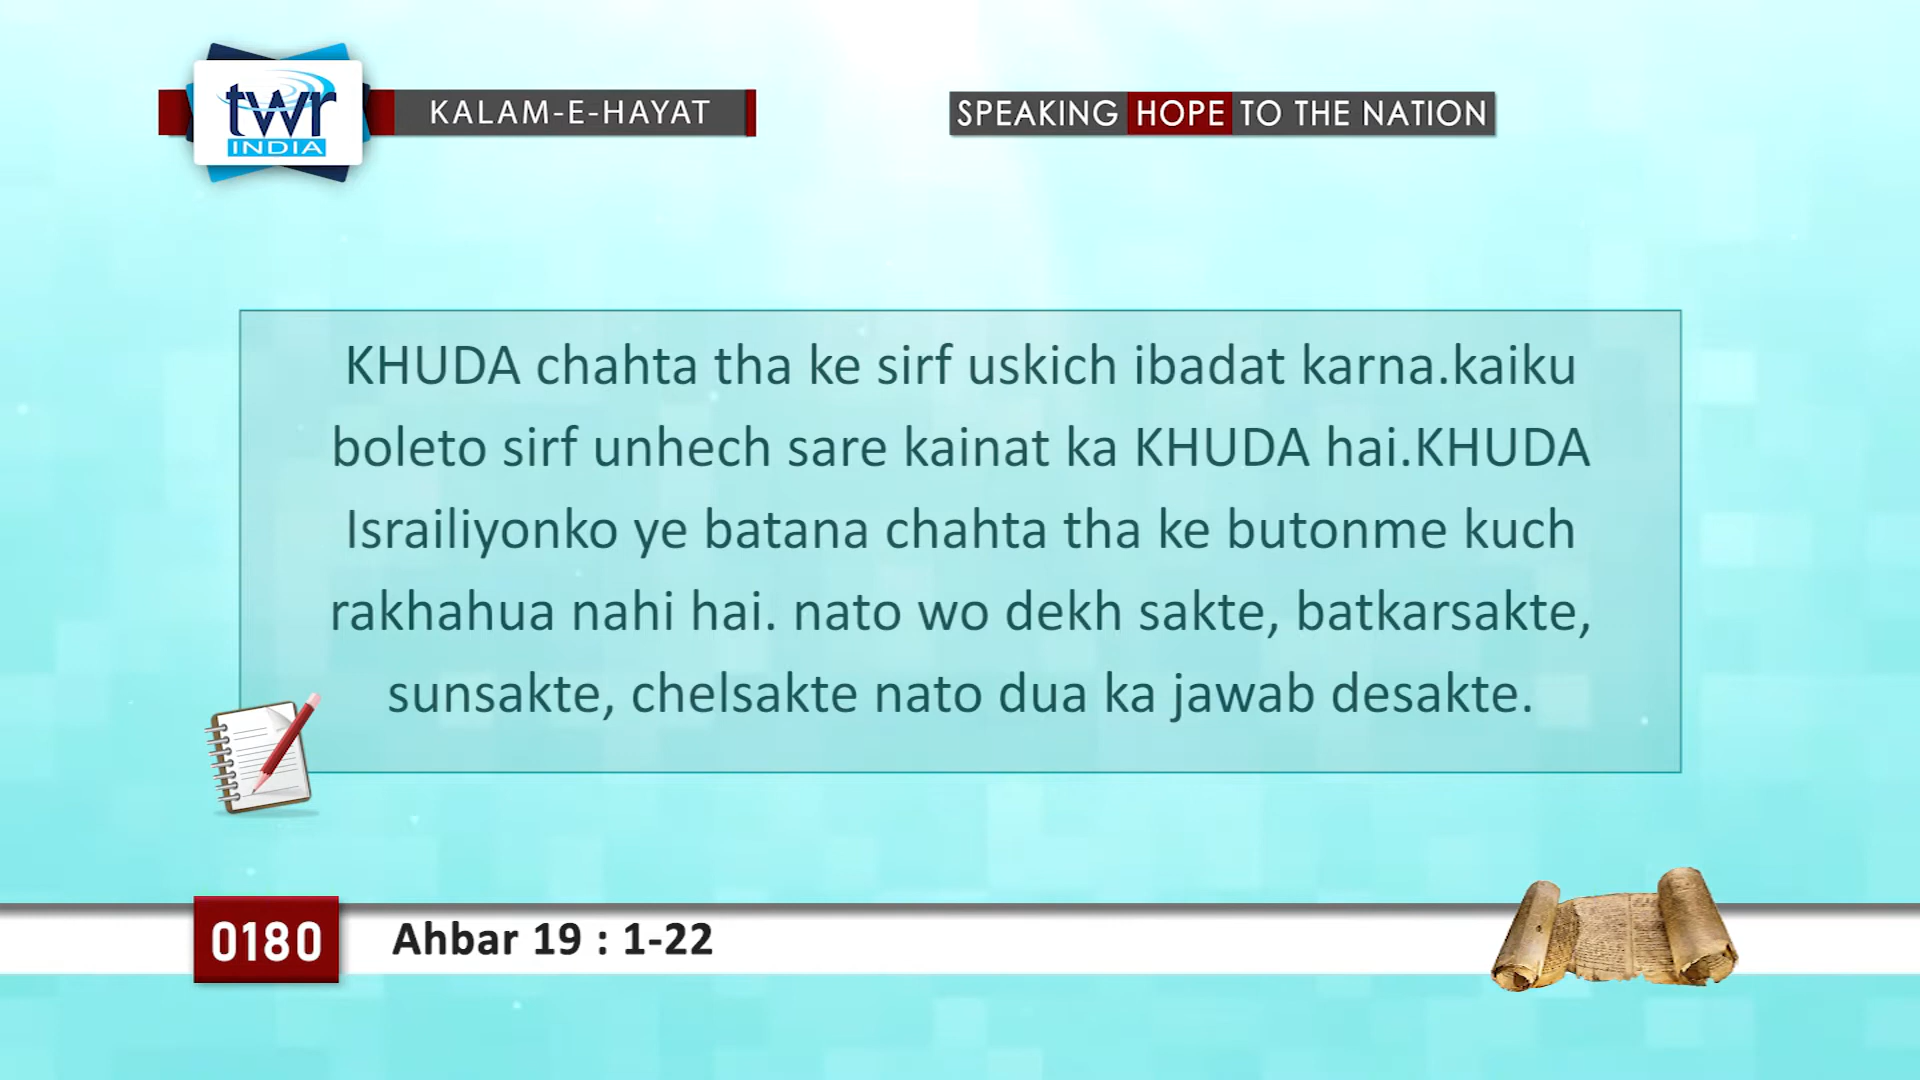 twr
INDIA
KALAM-E-HAYAT
SPEAKING HOPE TO THE NATION
KHUDA chahta tha ke sirf uskich ibadat karna.kaiku
boleto sirf unhech sare kainat ka KHUDA hai.KHUDA
Israiliyonko ye batana chahta tha ke butonme kuch
rakhahua nahi hai. nato wo dekh sakte, batkarsakte,
sunsakte, chelsakte nato dua ka jawab desakte.
0180
Ahbar 19 : 1-22